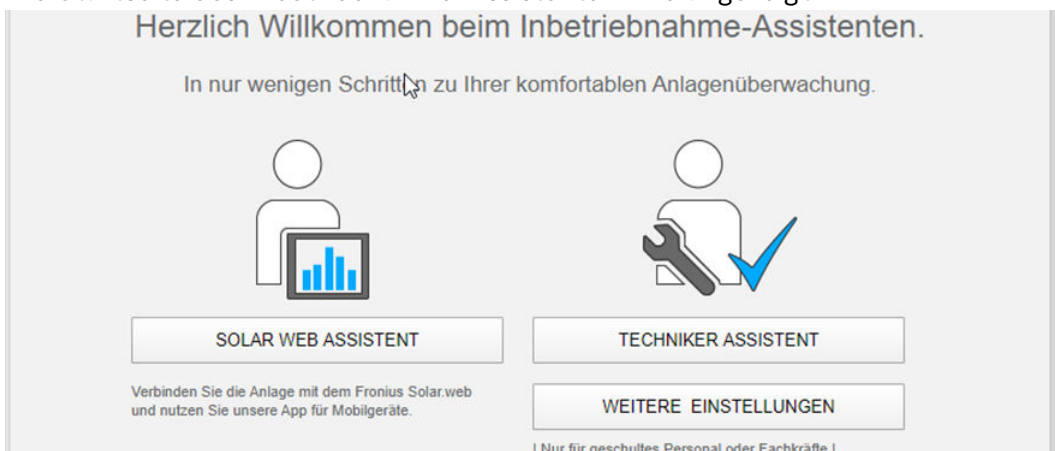 Herzlich Willkommen beim Inbetriebnahme-Assistenten.
In nur wenigen Schritten zu Ihrer komfortablen Anlagenüberwachung.
SOLAR WEB ASSISTENT
TECHNIKER ASSISTENT
Verbinden Sie die Anlage mit dem Fronius Solar.web
und nutzen Sie unsere App für Mobilgeräte.
WEITERE EINSTELLUNGEN
! Nur für geschultes Personal oder Fachkräfte !